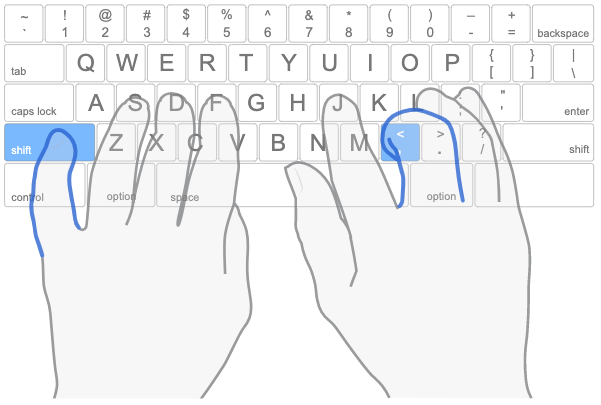 ~ ! @ # $ % ^ & * ( ) – +
` 1 2 3 4 5 6 7 8 9 0 - = backspace
tab Q W E R T Y U I O P { [ } ] | \
caps lock A S D F G H J K L : ; " ' enter
shift Z X C V B N M < , > . ? / shift
control option space option